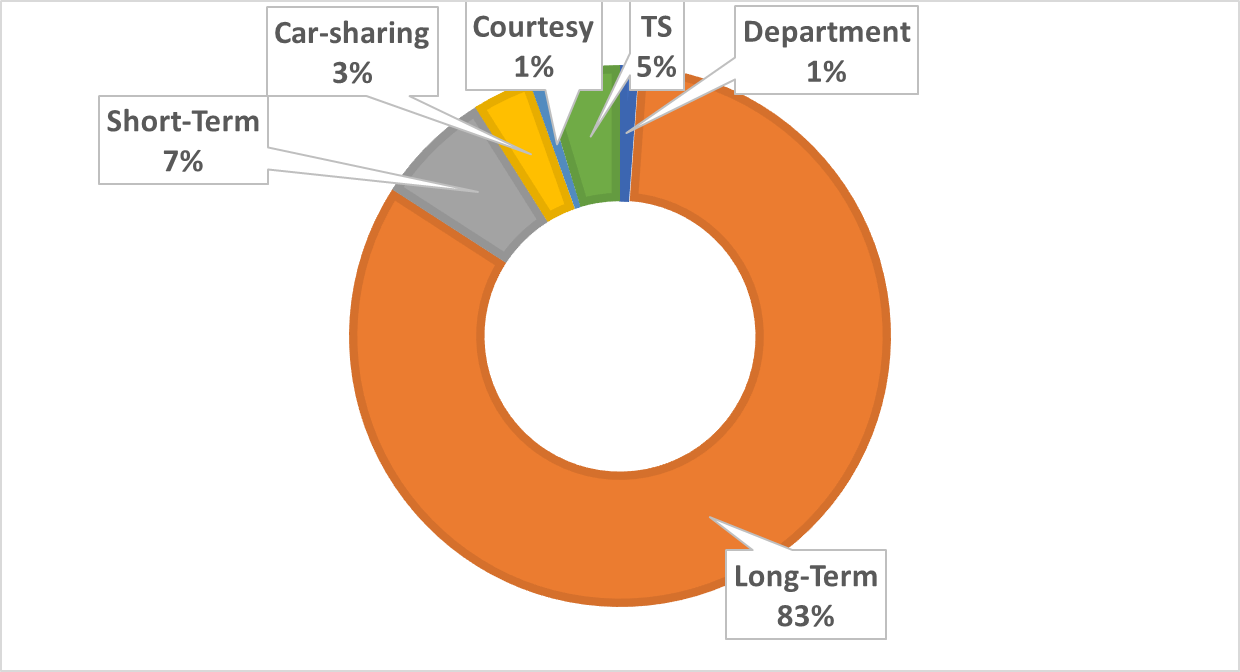 Car-sharing
3%
Courtesy
1%
TS
5%
Department
1%
Short-Term
7%
Long-Term
83%